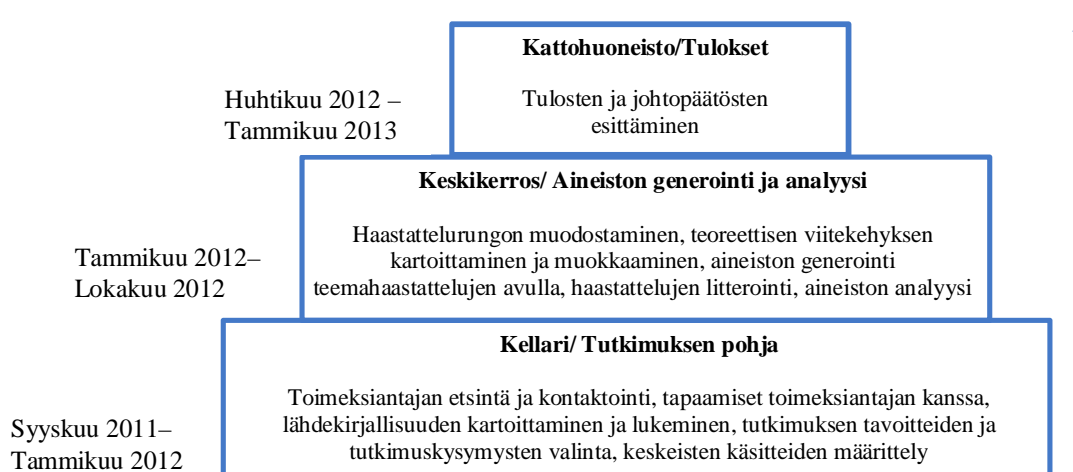 Kattohuoneisto/Tulokset
Tulosten ja johtopäätösten
esittäminen
Huhtikuu 2012 –
Tammikuu 2013
Keskikerros/ Aineiston generointi ja analyysi
Haastattelurungon muodostaminen, teoreettisen viitekehyksen
kartoittaminen ja muokkaaminen, aineiston generointi
teemahaastattelujen avulla, haastattelujen litterointi, aineiston analyysi
Tammikuu 2012–
Lokakuu 2012
Kellari/ Tutkimuksen pohja
Toimeksiantajan etsintä ja kontaktointi, tapaamiset toimeksiantajan kanssa,
lähdekirjallisuuden kartoittaminen ja lukeminen, tutkimuksen tavoitteiden ja
tutkimuskysymysten valinta, keskeisten käsitteiden määrittely
Syyskuu 2011–
Tammikuu 2012